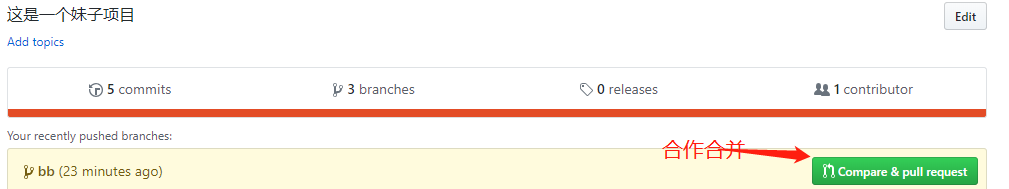 这是一个妹子项目
Edit
Add topics
5 commits
3 branches
0 releases
1 contributor
Your recently pushed branches:
合作合并
bb (23 minutes ago)
Compare & pull request